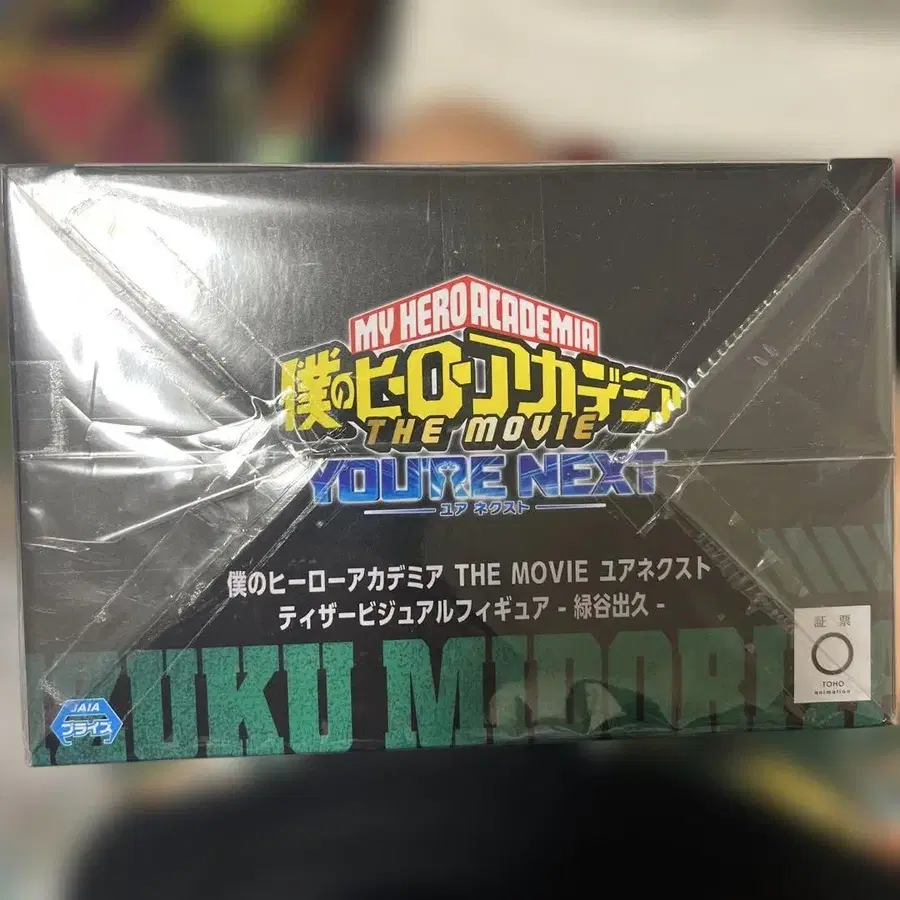 MY HERO ACADEMIA
僕のヒーローアカデミア
THE MOVIE
YOU'RE NEXT
ユア ネクスト
僕のヒーローアカデミア THE MOVIE ユアネクスト
ティザービジュアルフィギュア - 緑谷出久 -
IZUKU MIDORIYA
証票
TOHO
animation
JAIA
プライズ